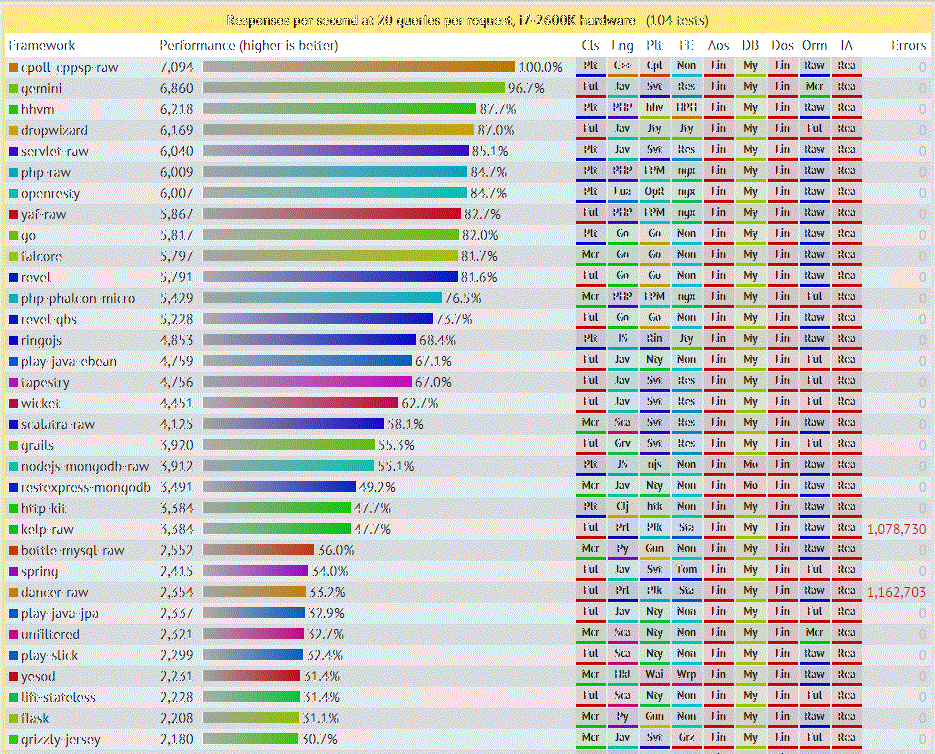 Responses per second at 20 queries per request, i7-2600K hardware (104 tests)
Framework Performance (higher is better) Cls Lng Plt FE Aos DB Dos Orm IA Errors
cpoll-cppsp-raw 7,094 100.0% Plt C++ Cpl Non Lin My Lin Raw Rea 0
gemini 6,860 96.7% Ful Jav Svt Res Lin My Lin Mcr Rea 0
hhvm 6,218 87.7% Plt PHP hhv HPH Lin My Lin Raw Rea 0
dropwizard 6,169 87.0% Ful Jav Jty Jty Lin My Lin Ful Rea 0
servlet-raw 6,040 85.1% Plt Jav Svt Res Lin My Lin Raw Rea 0
php-raw 6,009 84.7% Plt PHP FPM ngx Lin My Lin Raw Rea 0
openresty 6,007 84.7% Plt Lua OpR ngx Lin My Lin Raw Rea 0
yaf-raw 5,867 82.7% Ful PHP FPM ngx Lin My Lin Raw Rea 0
go 5,817 82.0% Plt Go Go Non Lin My Lin Raw Rea 0
falcore 5,797 81.7% Mcr Go Go Non Lin My Lin Raw Rea 0
revel 5,791 81.6% Ful Go Go Non Lin My Lin Raw Rea 0
php-phalcon-micro 5,429 76.5% Mcr PHP FPM ngx Lin My Lin Ful Rea 0
revel-qbs 5,228 73.7% Ful Go Go Non Lin My Lin Ful Rea 0
ringojs 4,853 68.4% Plt JS Rin Jty Lin My Lin Raw Rea 0
play-java-ebean 4,759 67.1% Ful Jav Nty Non Lin My Lin Ful Rea 0
tapestry 4,756 67.0% Ful Jav Svt Res Lin My Lin Ful Rea 0
wicket 4,451 62.7% Ful Jav Svt Res Lin My Lin Ful Rea 0
scalatra-raw 4,125 58.1% Mcr Sca Svt Res Lin My Lin Raw Rea 0
grails 3,920 55.3% Ful Grv Svt Res Lin My Lin Ful Rea 0
nodejs-mongodb-raw 3,912 55.1% Plt JS njs Non Lin Mo Lin Raw Rea 0
restexpress-mongodb 3,491 49.2% Mcr Jav Nty Non Lin Mo Lin Raw Rea 0
http-kit 3,384 47.7% Plt Clj htk Non Lin My Lin Raw Rea 0
kelp-raw 3,384 47.7% Ful Prl Plk Sta Lin My Lin Raw Rea 1,078,730
bottle-mysql-raw 2,552 36.0% Mcr Py Gun Non Lin My Lin Raw Rea 0
spring 2,415 34.0% Ful Jav Svt Tom Lin My Lin Ful Rea 0
dancer-raw 2,354 33.2% Ful Prl Plk Sta Lin My Lin Raw Rea 1,162,703
play-java-jpa 2,337 32.9% Ful Jav Nty Non Lin My Lin Ful Rea 0
unfiltered 2,321 32.7% Mcr Sca Nty Non Lin My Lin Mcr Rea 0
play-slick 2,299 32.4% Ful Sca Nty Non Lin My Lin Raw Rea 0
yesod 2,231 31.4% Mcr Hkl Wai Wrp Lin My Lin Raw Rea 0
lift-stateless 2,228 31.4% Ful Sca Nty Non Lin My Lin Ful Rea 0
flask 2,208 31.1% Mcr Py Gun Non Lin My Lin Ful Rea 0
grizzly-jersey 2,180 30.7% Mcr Jav Svt Grz Lin My Lin Ful Rea 0